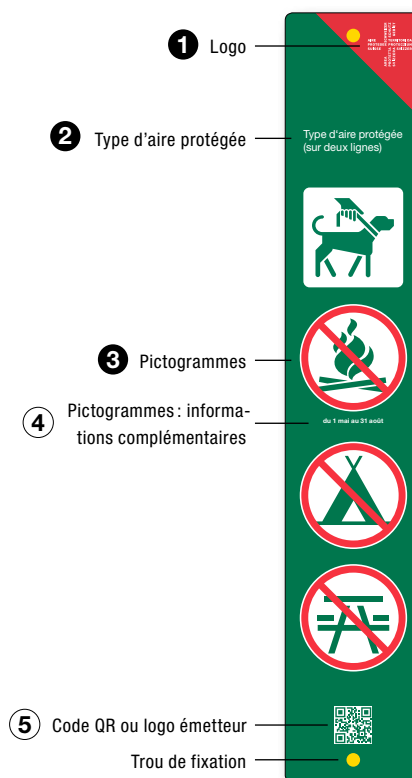 1 Logo
2 Type d'aire protégée
Type d'aire protégée
(sur deux lignes)
3 Pictogrammes
4 Pictogrammes : informa-
tions complémentaires
du 1 mai au 31 août
5 Code QR ou logo émetteur
Trou de fixation